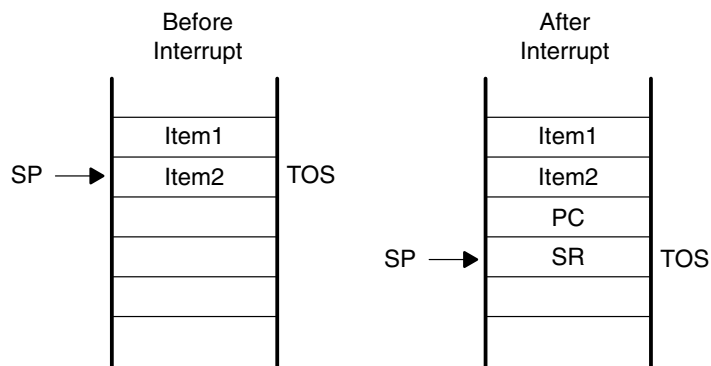 Before
Interrupt
Item1
SP
Item2
TOS
After
Interrupt
Item1
Item2
PC
SP
SR
TOS